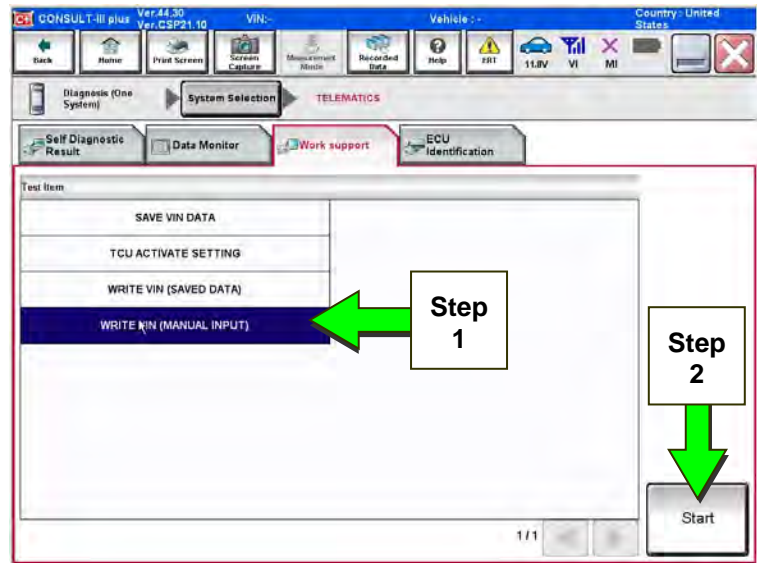 CONSULT-III plus Ver.44.30 VIN:- Vehicle : - Country : United
Ver.CSP21.10 States
Back Home Print Screen Screen Capture Measurement Mode Recorded Data Help ERT 11.8V VI MI
Diagnosis (One System) System Selection TELEMATICS
Self Diagnostic Result Data Monitor Work support ECU Identification
Test Item
SAVE VIN DATA
TCU ACTIVATE SETTING
WRITE VIN (SAVED DATA)
WRITE VIN (MANUAL INPUT)
Step
1
Step
2
Start
1/1